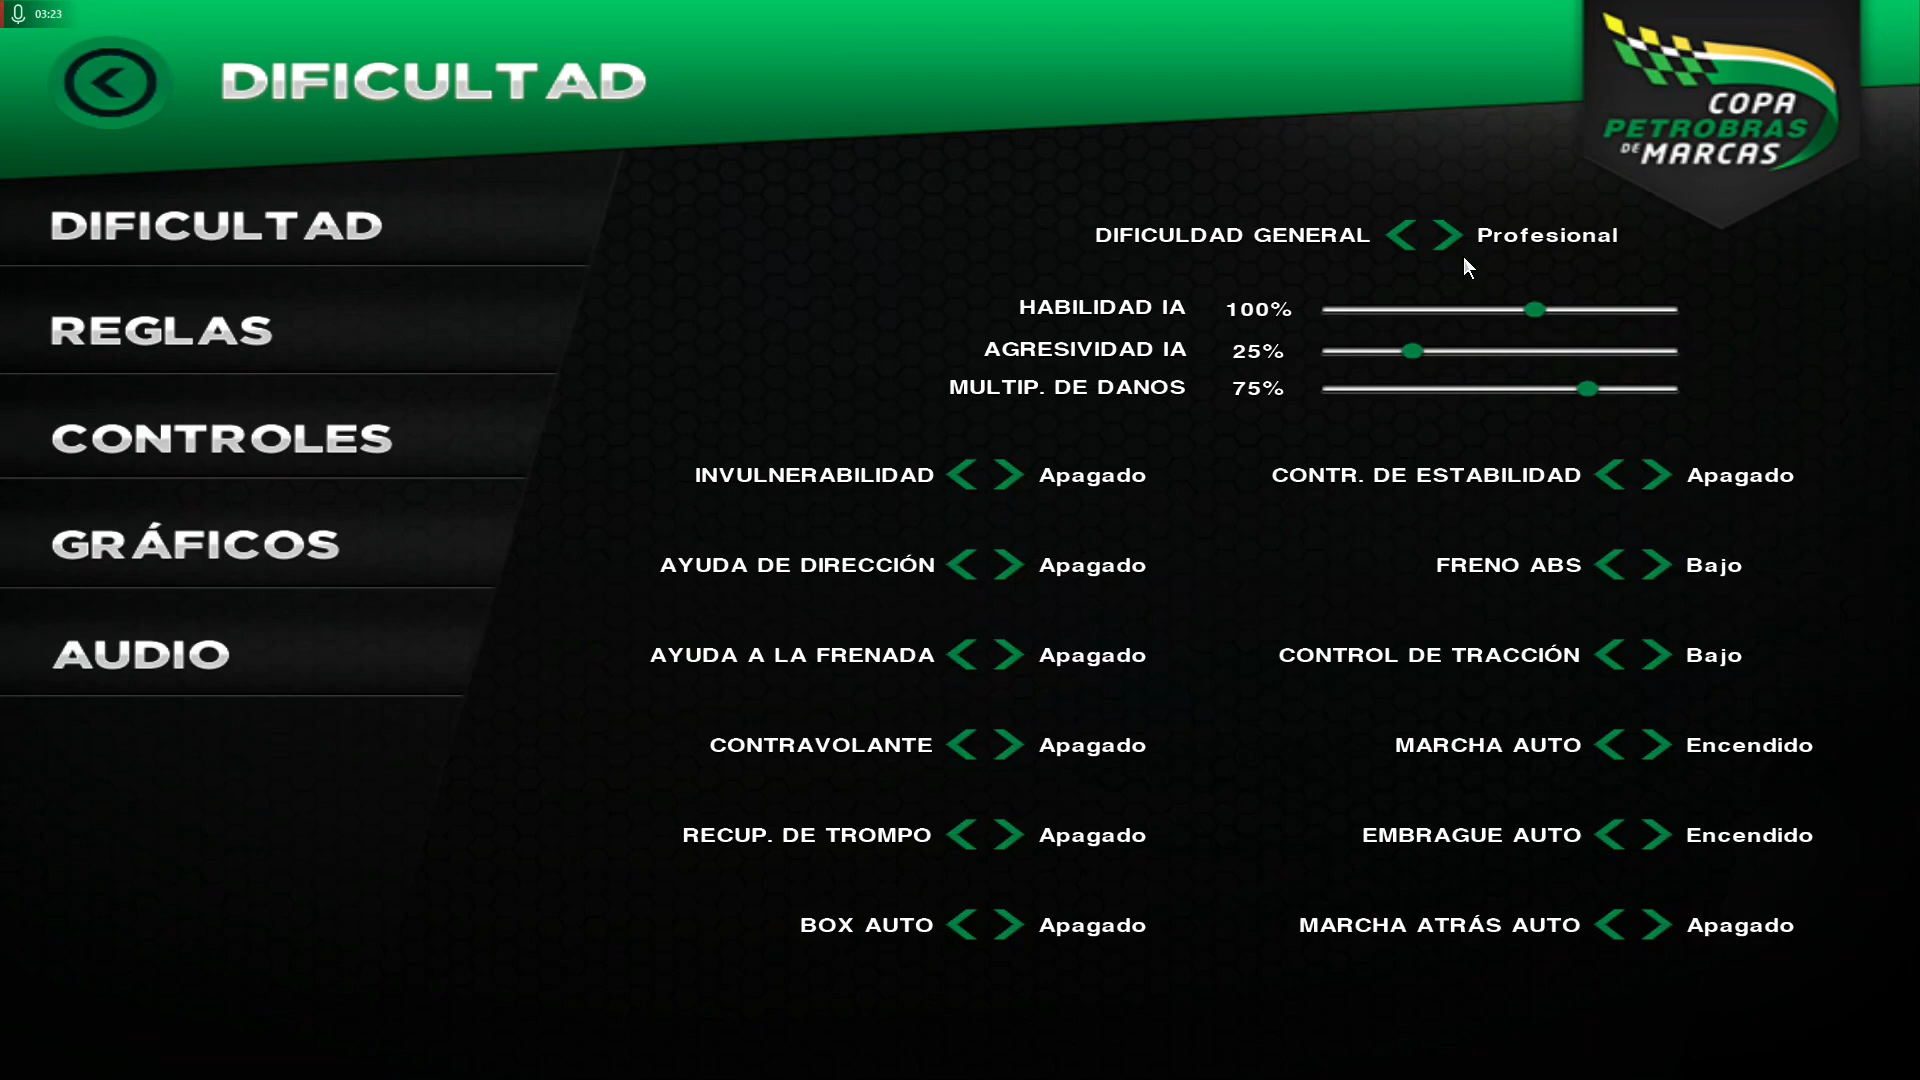 03:23
DIFICULTAD
COPA
PETROBRAS
DE MARCAS
DIFICULTAD
REGLAS
CONTROLES
GRÁFICOS
AUDIO
DIFICULDAD GENERAL Profesional
HABILIDAD IA 100%
AGRESIVIDAD IA 25%
MULTIP. DE DANOS 75%
INVULNERABILIDAD Apagado CONTR. DE ESTABILIDAD Apagado
AYUDA DE DIRECCIÓN Apagado FRENO ABS Bajo
AYUDA A LA FRENADA Apagado CONTROL DE TRACCIÓN Bajo
CONTRAVOLANTE Apagado MARCHA AUTO Encendido
RECUP. DE TROMPO Apagado EMBRAGUE AUTO Encendido
BOX AUTO Apagado MARCHA ATRÁS AUTO Apagado